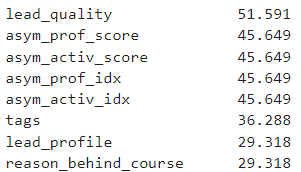 lead_quality 51.591
asym_prof_score 45.649
asym_activ_score 45.649
asym_prof_idx 45.649
asym_activ_idx 45.649
tags 36.288
lead_profile 29.318
reason_behind_course 29.318